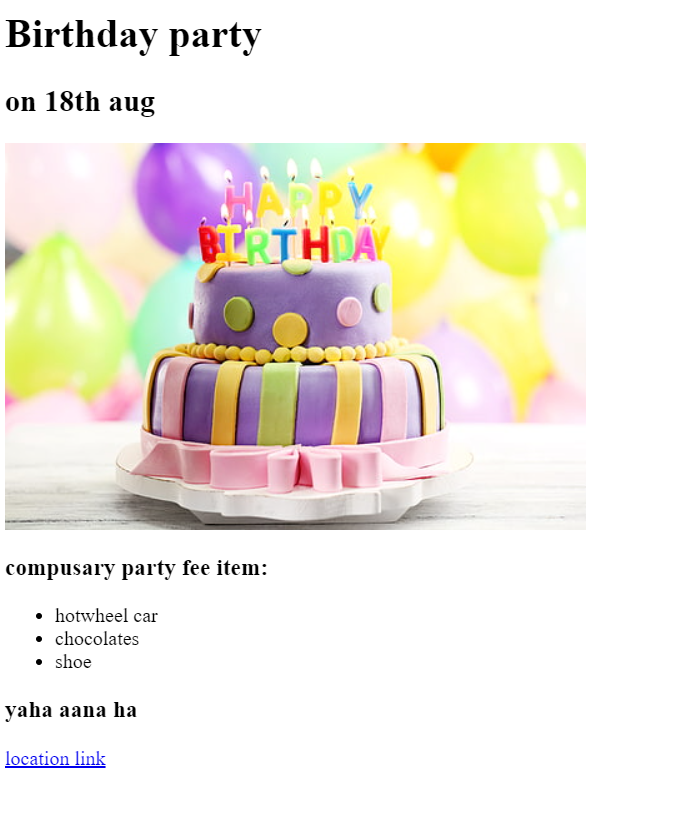 Birthday party
on 18th aug
HAPPY
BIRTHDAY
compusary party fee item:
hotwheel car
chocolates
shoe
yaha aana ha
location link